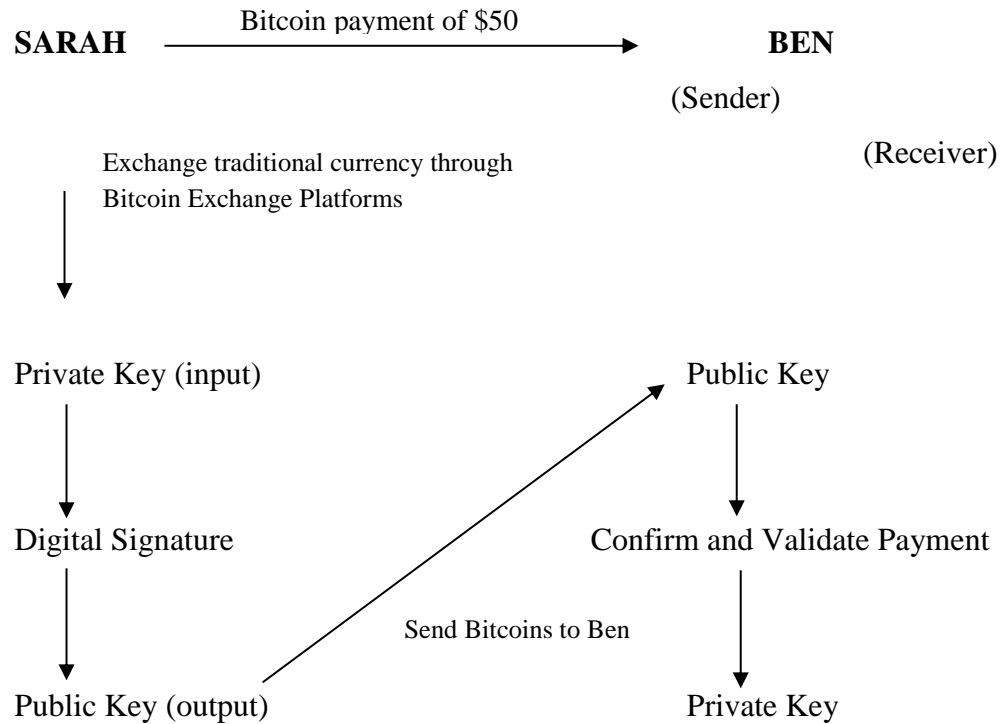 Bitcoin payment of $50
SARAH BEN
(Sender)
(Receiver)
Exchange traditional currency through
Bitcoin Exchange Platforms
Private Key (input) Public Key
Digital Signature Confirm and Validate Payment
Send Bitcoins to Ben
Public Key (output) Private Key